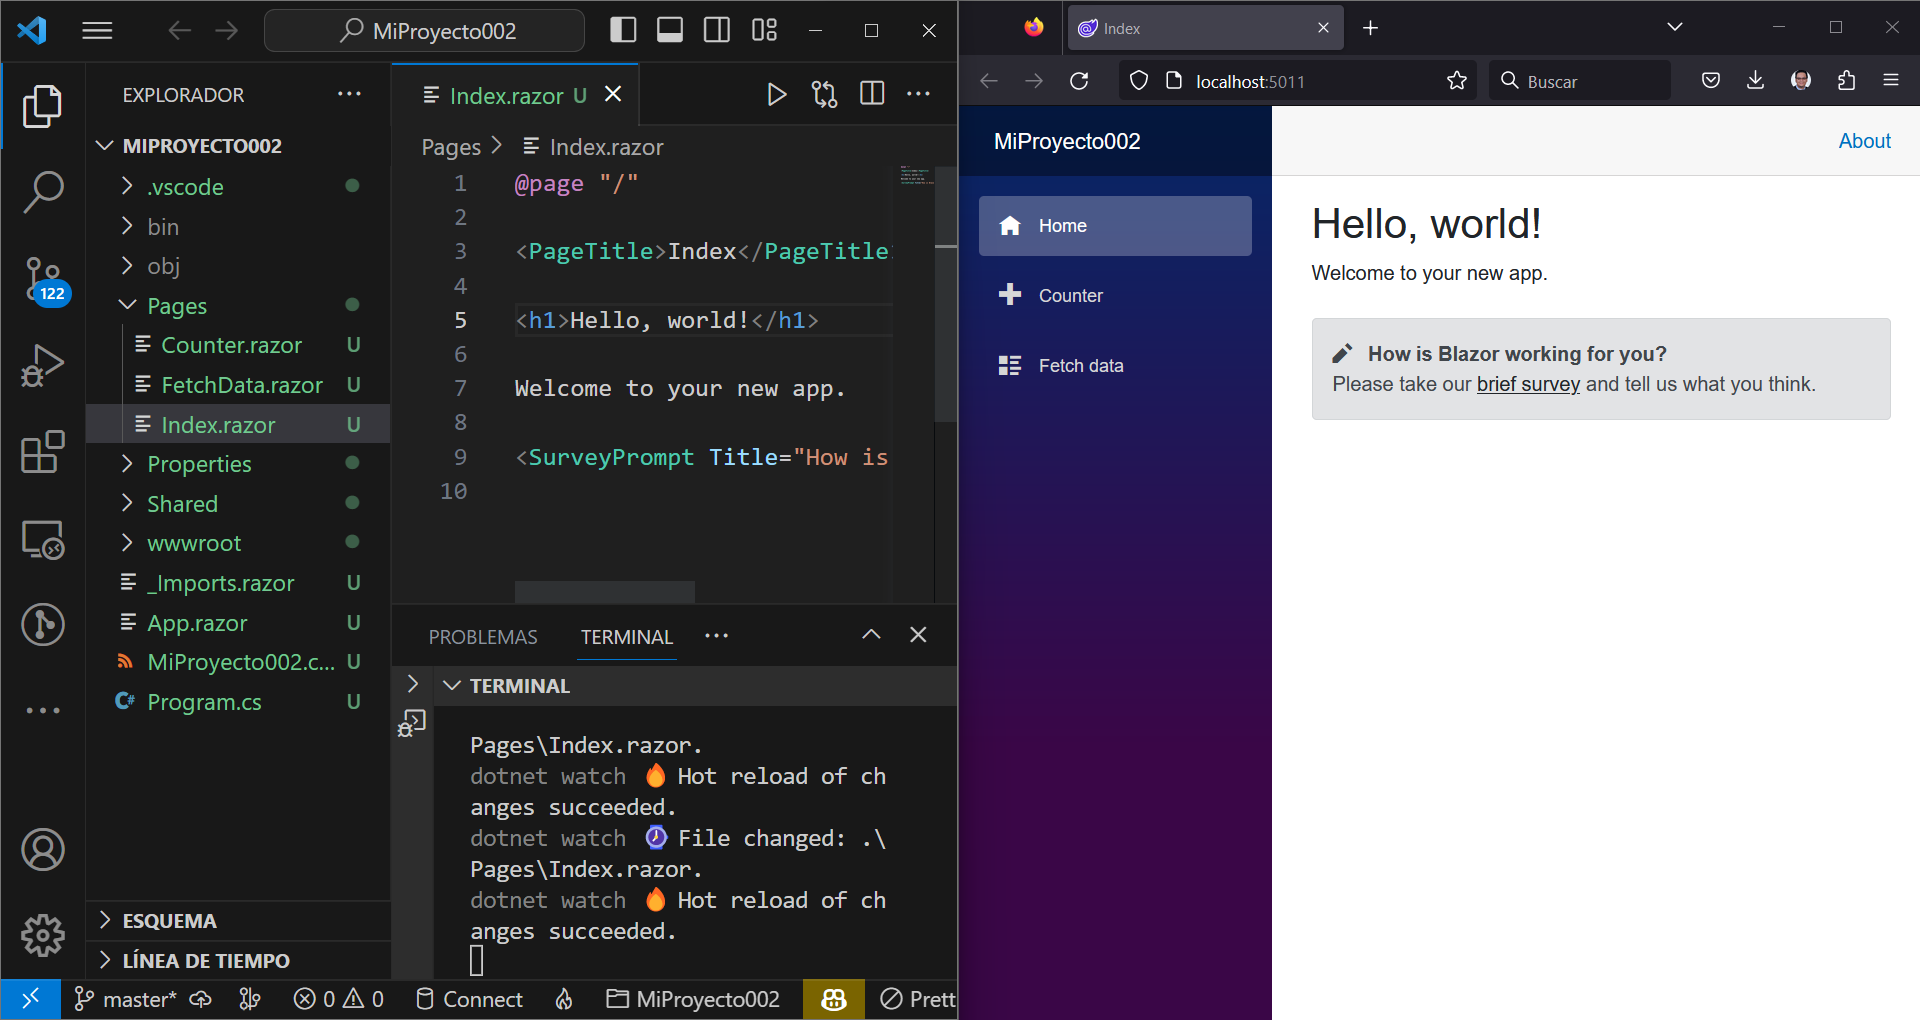 MiProyecto002
EXPLORADOR
MIPROYECTO002
.vscode
bin
obj
Pages
Counter.razor U
FetchData.razor U
Index.razor U
Properties
Shared
wwwroot
_Imports.razor U
App.razor U
MiProyecto002.c... U
C# Program.cs U
122
ESQUEMA
LÍNEA DE TIEMPO
Index.razor U
Pages > Index.razor
1 @page "/"
2
3 <PageTitle>Index</PageTitle>
4
5 <h1>Hello, world!</h1>
6
7 Welcome to your new app.
8
9 <SurveyPrompt Title="How is
10
PROBLEMAS TERMINAL
TERMINAL
Pages\Index.razor.
dotnet watch 🔥 Hot reload of ch
anges succeeded.
dotnet watch ⌚ File changed: .\
Pages\Index.razor.
dotnet watch 🔥 Hot reload of ch
anges succeeded.
master* 0 0 Connect MiProyecto002 Prett
Index
localhost:5011
Buscar
MiProyecto002
About
Home
Counter
Fetch data
Hello, world!
Welcome to your new app.
How is Blazor working for you?
Please take our brief survey and tell us what you think.